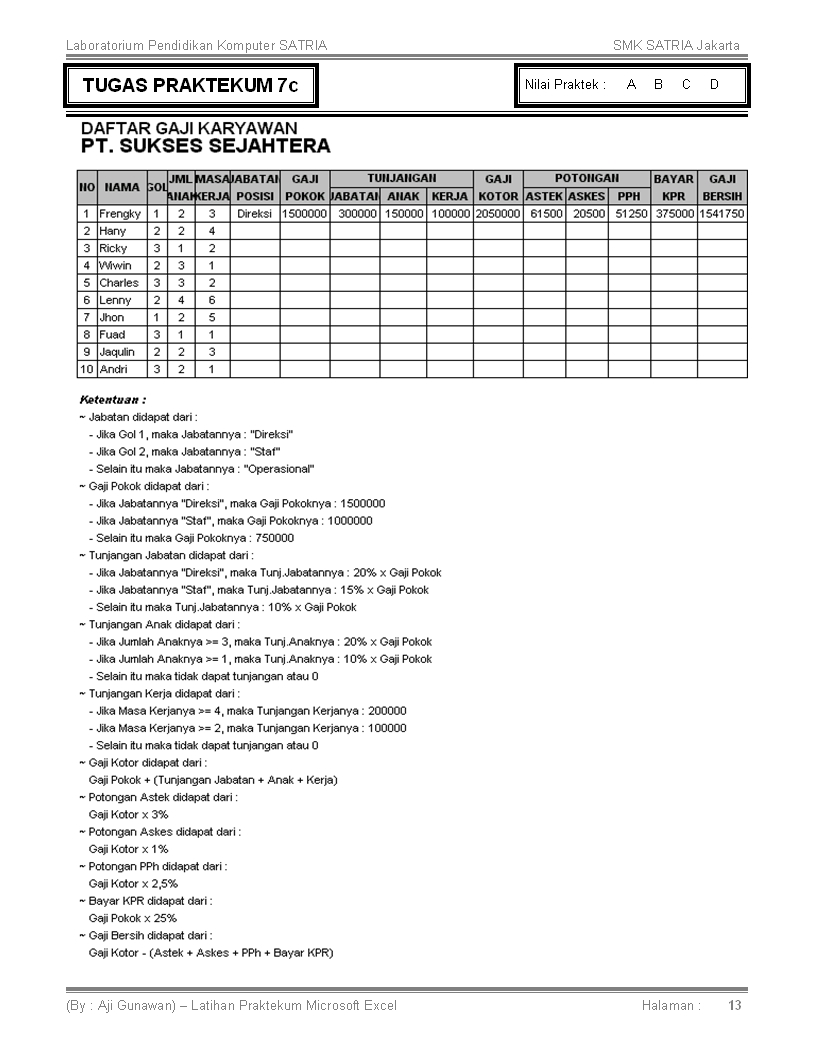 Laboratorium Pendidikan Komputer SATRIA SMK SATRIA Jakarta
TUGAS PRAKTEKUM 7c Nilai Praktek : A B C D
DAFTAR GAJI KARYAWAN
PT. SUKSES SEJAHTERA
NO NAMA GOL JML ANAK MASA KERJA JABATAN POSISI GAJI POKOK TUNJANGAN JABATAN ANAK KERJA GAJI KOTOR POTONGAN ASTEK ASKES PPH BAYAR KPR GAJI BERSIH
1 Frengky 1 2 3 Direksi 1500000 300000 150000 100000 2050000 61500 20500 51250 375000 1541750
2 Hany 2 2 4
3 Ricky 3 1 2
4 Wiwin 2 3 1
5 Charles 3 3 2
6 Lenny 2 4 6
7 Jhon 1 2 5
8 Fuad 3 1 1
9 Jaqulin 2 2 3
10 Andri 3 2 1
Ketentuan :
~ Jabatan didapat dari :
- Jika Gol 1, maka Jabatannya : "Direksi"
- Jika Gol 2, maka Jabatannya : "Staf"
- Selain itu maka Jabatannya : "Operasional"
~ Gaji Pokok didapat dari :
- Jika Jabatannya "Direksi", maka Gaji Pokoknya : 1500000
- Jika Jabatannya "Staf", maka Gaji Pokoknya : 1000000
- Selain itu maka Gaji Pokoknya : 750000
~ Tunjangan Jabatan didapat dari :
- Jika Jabatannya "Direksi", maka Tunj.Jabatannya : 20% x Gaji Pokok
- Jika Jabatannya "Staf", maka Tunj.Jabatannya : 15% x Gaji Pokok
- Selain itu maka Tunj.Jabatannya : 10% x Gaji Pokok
~ Tunjangan Anak didapat dari :
- Jika Jumlah Anaknya >= 3, maka Tunj.Anaknya : 20% x Gaji Pokok
- Jika Jumlah Anaknya >= 1, maka Tunj.Anaknya : 10% x Gaji Pokok
- Selain itu maka tidak dapat tunjangan atau 0
~ Tunjangan Kerja didapat dari :
- Jika Masa Kerjanya >= 4, maka Tunjangan Kerjanya : 200000
- Jika Masa Kerjanya >= 2, maka Tunjangan Kerjanya : 100000
- Selain itu maka tidak dapat tunjangan atau 0
~ Gaji Kotor didapat dari :
Gaji Pokok + (Tunjangan Jabatan + Anak + Kerja)
~ Potongan Astek didapat dari :
Gaji Kotor x 3%
~ Potongan Askes didapat dari :
Gaji Kotor x 1%
~ Potongan PPh didapat dari :
Gaji Kotor x 2,5%
~ Bayar KPR didapat dari :
Gaji Pokok x 25%
~ Gaji Bersih didapat dari :
Gaji Kotor - (Astek + Askes + PPh + Bayar KPR)
(By : Aji Gunawan) – Latihan Praktekum Microsoft Excel Halaman : 13